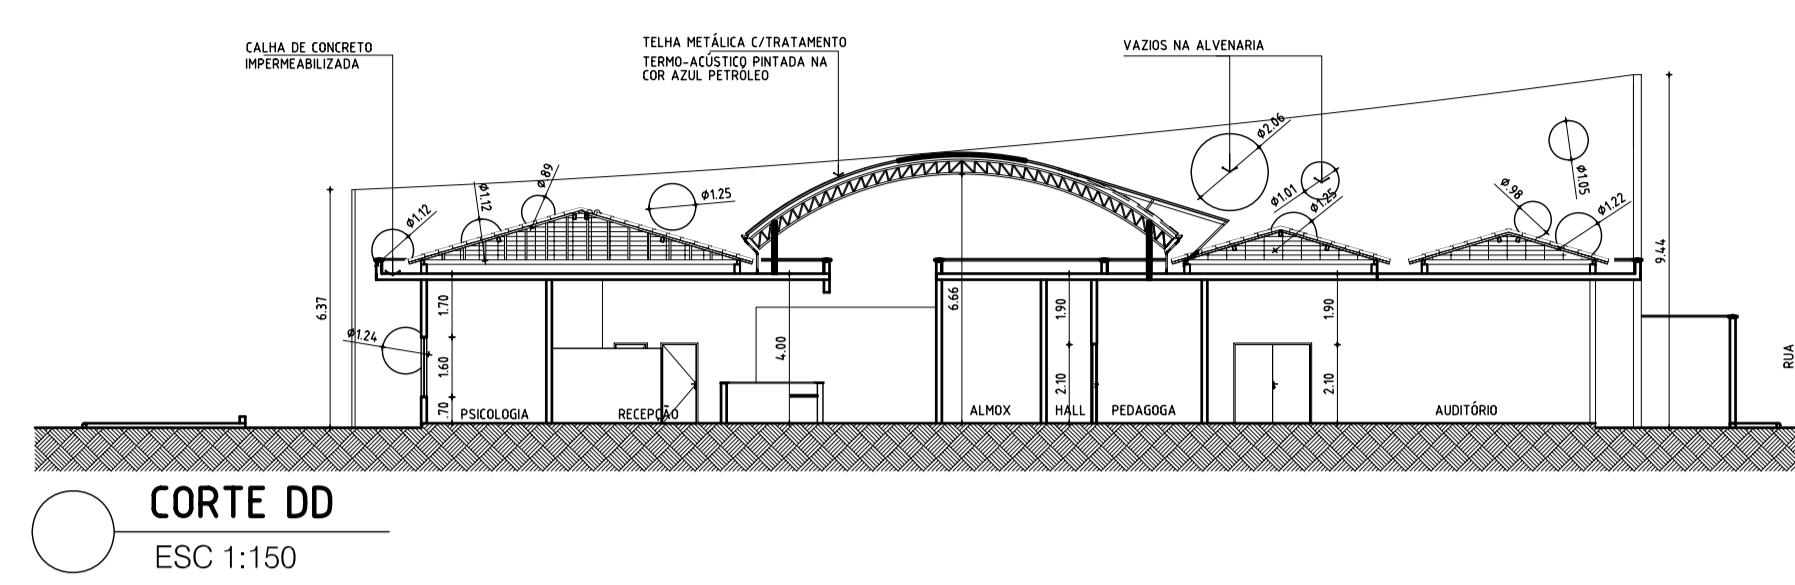 CALHA DE CONCRETO
IMPERMEABILIZADA
TELHA METÁLICA C/TRATAMENTO
TERMO-ACÚSTICO PINTADA NA
COR AZUL PETRÓLEO
VAZIOS NA ALVENARIA
Ø1.12
Ø1.12
Ø.89
Ø1.25
Ø2.06
Ø1.01
Ø1.25
Ø1.05
Ø.98
Ø1.22
9.44
6.37
Ø1.24
1.70
1.60
.70
4.00
6.66
1.90
2.10
1.90
2.10
RUA
PSICOLOGIA
RECEPÇÃO
ALMOX
HALL
PEDAGOGA
AUDITÓRIO
CORTE DD
ESC 1:150